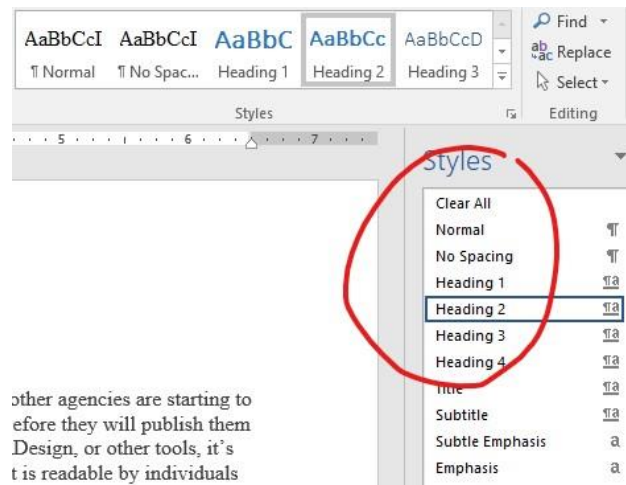 AaBbCcI AaBbCcI AaBbC AaBbCc AaBbCcD
¶ Normal ¶ No Spac... Heading 1 Heading 2 Heading 3
Find
Replace
Select
Styles
Editing
5 6 7
Styles
Clear All
Normal ¶
No Spacing ¶
Heading 1 ¶a
Heading 2 ¶a
Heading 3 ¶a
Heading 4 ¶a
Title ¶a
Subtitle ¶a
Subtle Emphasis a
Emphasis a
other agencies are starting to
efore they will publish them
Design, or other tools, it's
t is readable by individuals